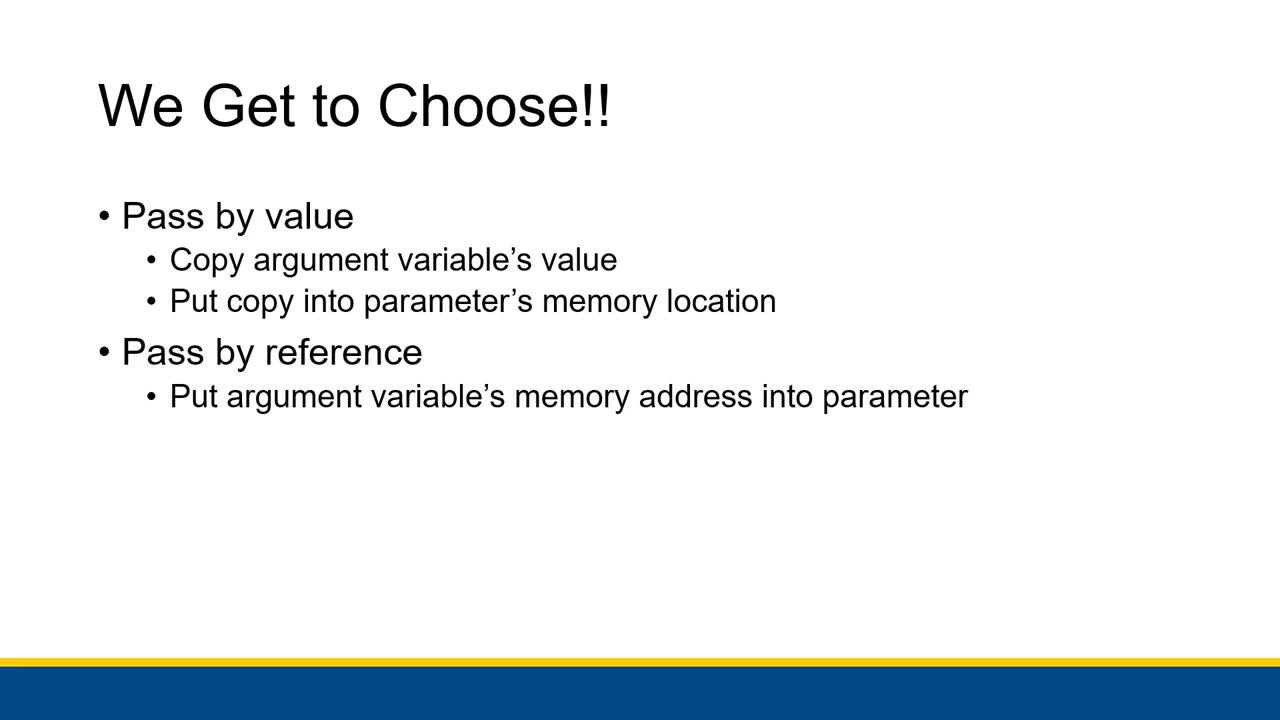 We Get to Choose!!
• Pass by value
• Copy argument variable’s value
• Put copy into parameter’s memory location
• Pass by reference
• Put argument variable’s memory address into parameter